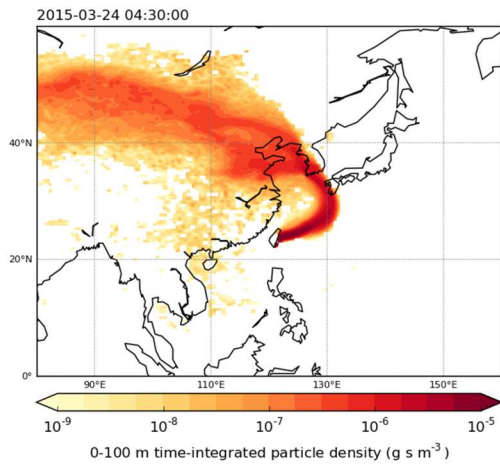 2015-03-24 04:30:00
40°N
20°N
0°
90°E
110°E
130°E
150°E
10⁻⁹
10⁻⁸
10⁻⁷
10⁻⁶
10⁻⁵
0-100 m time-integrated particle density (g s m⁻³)